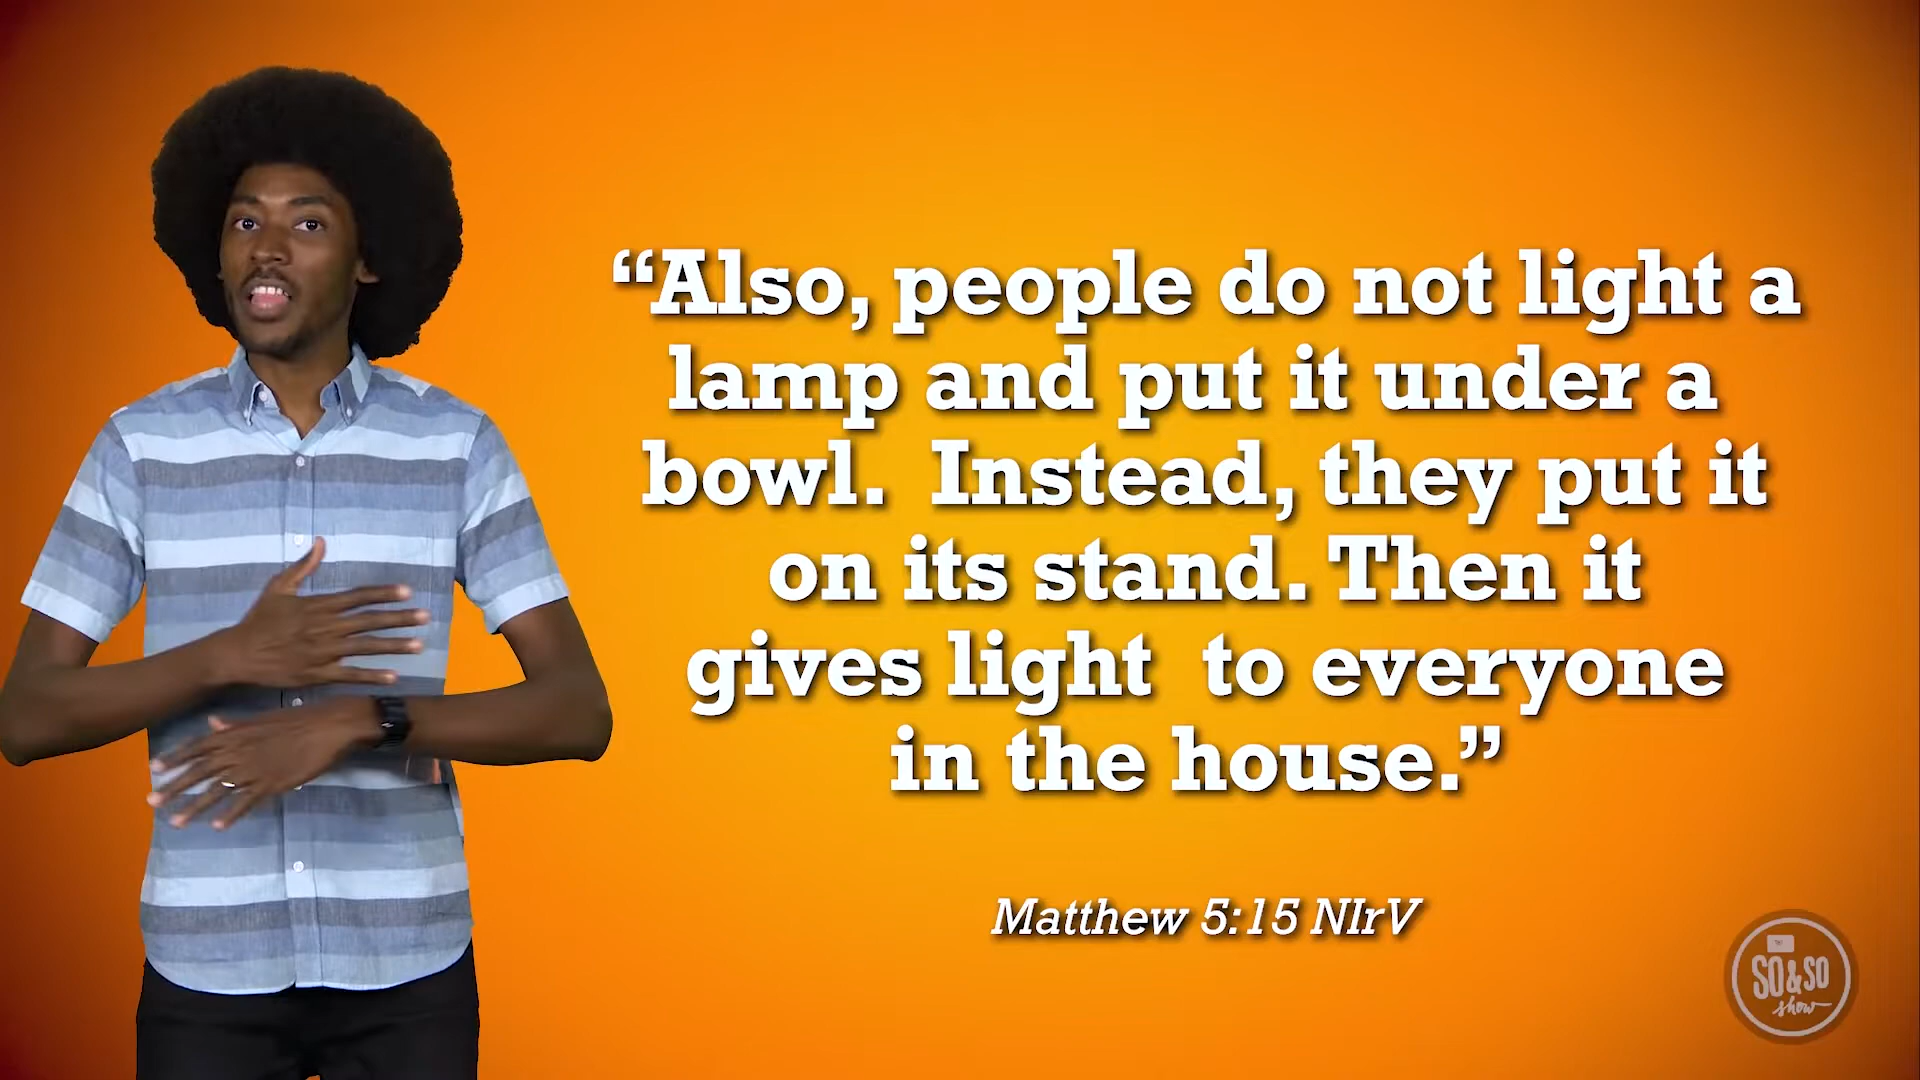 “Also, people do not light a
lamp and put it under a
bowl.  Instead, they put it
on its stand. Then it
gives light  to everyone
in the house.”
Matthew 5:15 NIrV
SO & SO
show